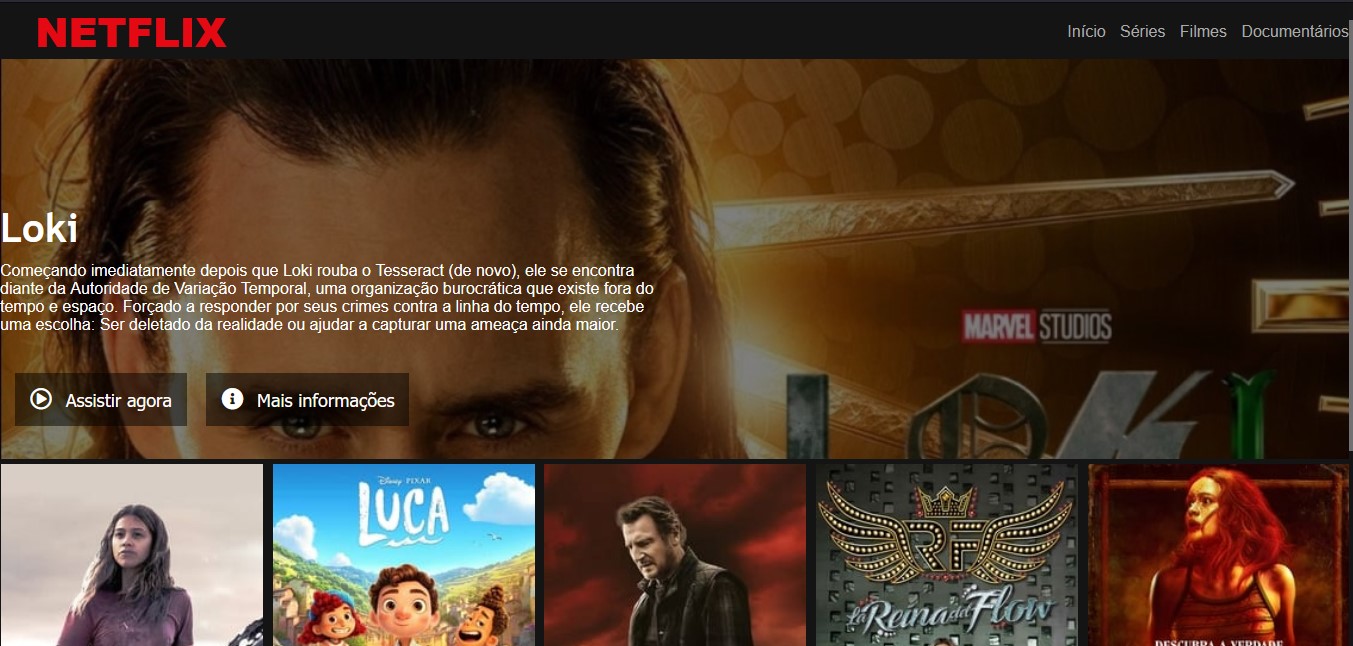 NETFLIX
Início Séries Filmes Documentários
Loki
Começando imediatamente depois que Loki rouba o Tesseract (de novo), ele se encontra
diante da Autoridade de Variação Temporal, uma organização burocrática que existe fora do
tempo e espaço. Forçado a responder por seus crimes contra a linha do tempo, ele recebe
uma escolha: Ser deletado da realidade ou ajudar a capturar uma ameaça ainda maior.
MARVEL STUDIOS
LOKI
Assistir agora
Mais informações
Disney PIXAR
LUCA
RF
la Reina del Flow
DESCUBRA A VERDADE